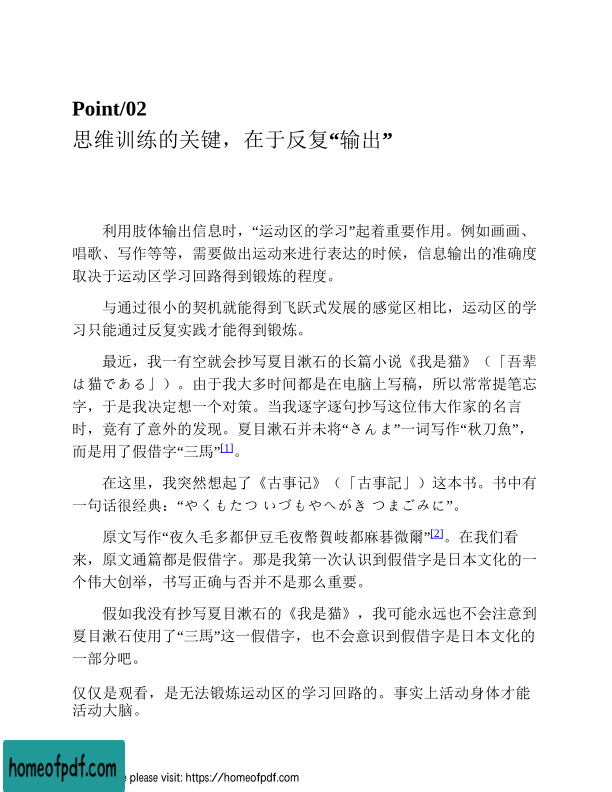 Point/02
思维训练的关键，在于反复“输出”
利用肢体输出信息时，“运动区的学习”起着重要作用。例如画画、
唱歌、写作等等，需要做出运动来进行表达的时候，信息输出的准确度
取决于运动区学习回路得到锻炼的程度。
与通过很小的契机就能得到飞跃式发展的感觉区相比，运动区的学
习只能通过反复实践才能得到锻炼。
最近，我一有空就会抄写夏目漱石的长篇小说《我是猫》（「吾辈
は猫である」）。由于我大多时间都是在电脑上写稿，所以常常提笔忘
字，于是我决定想一个对策。当我逐字逐句抄写这位伟大作家的名言
时，竟有了意外的发现。夏目漱石并未将“さんま”一词写作“秋刀魚”，
而是用了假借字“三馬”[1]。
在这里，我突然想起了《古事记》（「古事記」）这本书。书中有
一句话很经典：“やくもたつ いづもやへがき つまごみに”。
原文写作“夜久毛多都伊豆毛夜幣賀岐都麻碁微爾”[2]。在我们看
来，原文通篇都是假借字。那是我第一次认识到假借字是日本文化的一
个伟大创举，书写正确与否并不是那么重要。
假如我没有抄写夏目漱石的《我是猫》，我可能永远也不会注意到
夏目漱石使用了“三馬”这一假借字，也不会意识到假借字是日本文化的
一部分吧。
仅仅是观看，是无法锻炼运动区的学习回路的。事实上活动身体才能
活动大脑。
homeofpdf.com
please visit: https://homeofpdf.com